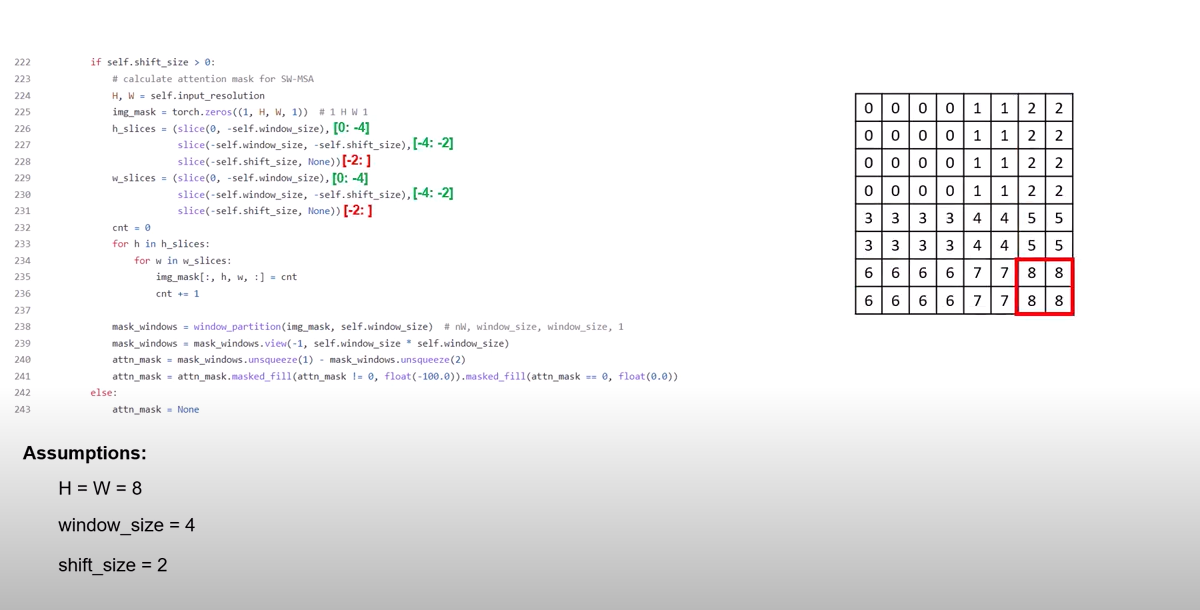 222 if self.shift_size > 0:
223 # calculate attention mask for SW-MSA
224 H, W = self.input_resolution
225 img_mask = torch.zeros((1, H, W, 1)) # 1 H W 1
226 h_slices = (slice(0, -self.window_size), [0: -4]
227 slice(-self.window_size, -self.shift_size), [-4: -2]
228 slice(-self.shift_size, None)) [-2: ]
229 w_slices = (slice(0, -self.window_size), [0: -4]
230 slice(-self.window_size, -self.shift_size), [-4: -2]
231 slice(-self.shift_size, None)) [-2: ]
232 cnt = 0
233 for h in h_slices:
234 for w in w_slices:
235 img_mask[:, h, w, :] = cnt
236 cnt += 1
237
238 mask_windows = window_partition(img_mask, self.window_size) # nW, window_size, window_size, 1
239 mask_windows = mask_windows.view(-1, self.window_size * self.window_size)
240 attn_mask = mask_windows.unsqueeze(1) - mask_windows.unsqueeze(2)
241 attn_mask = attn_mask.masked_fill(attn_mask != 0, float(-100.0)).masked_fill(attn_mask == 0, float(0.0))
242 else:
243 attn_mask = None
0 0 0 0 1 1 2 2
0 0 0 0 1 1 2 2
0 0 0 0 1 1 2 2
0 0 0 0 1 1 2 2
3 3 3 3 4 4 5 5
3 3 3 3 4 4 5 5
6 6 6 6 7 7 8 8
6 6 6 6 7 7 8 8
Assumptions:
H = W = 8
window_size = 4
shift_size = 2